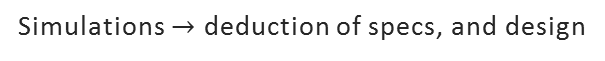 Simulations → deduction of specs, and design